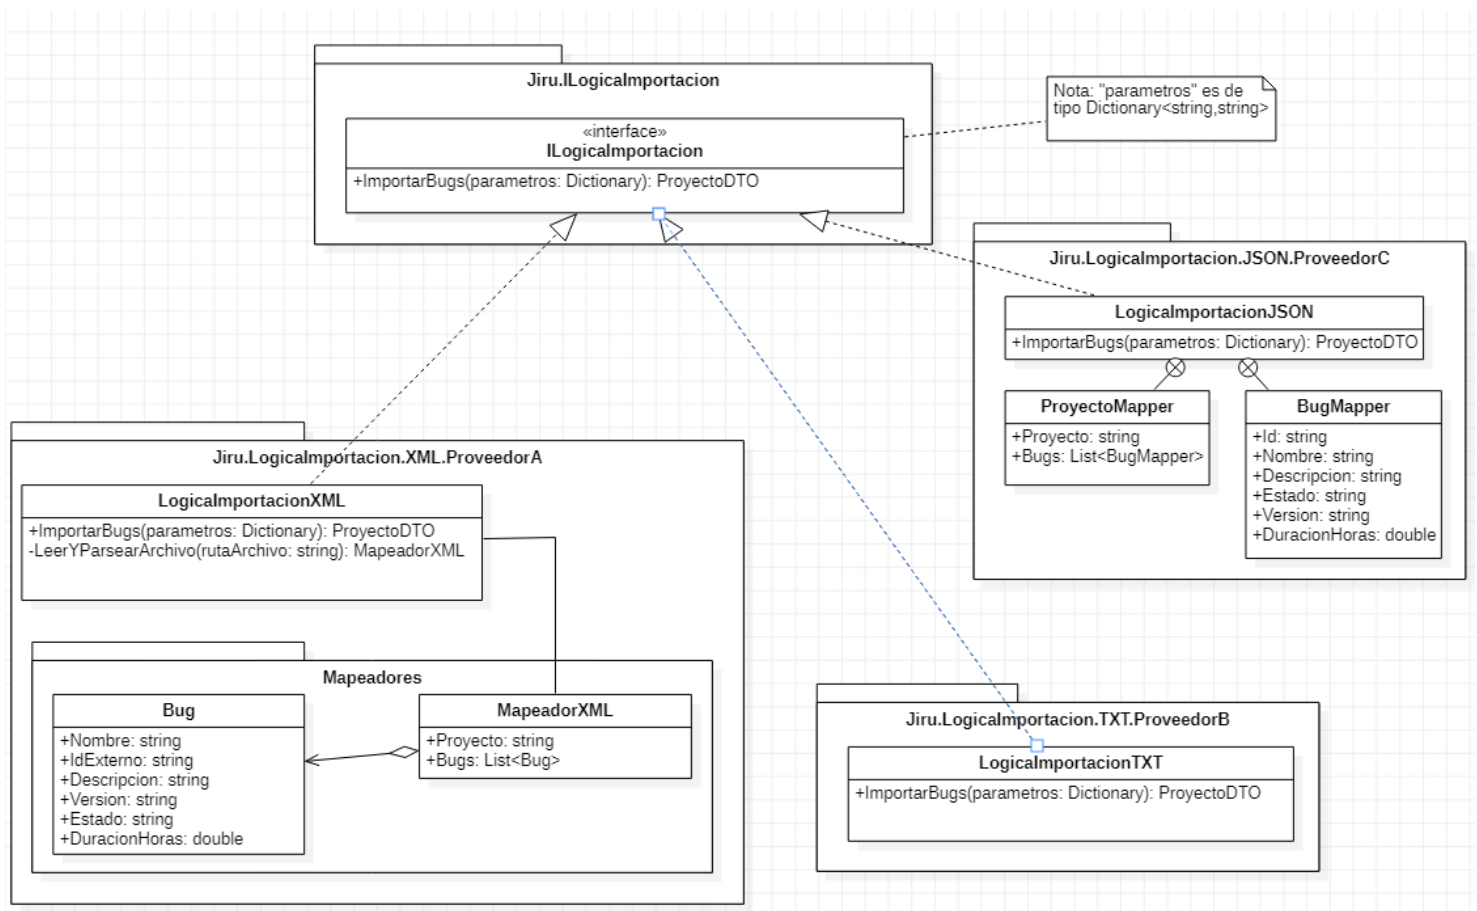 Jiru.ILogicaImportacion
«interface»
ILogicaImportacion
+ImportarBugs(parametros: Dictionary): ProyectoDTO
Nota: "parametros" es de
tipo Dictionary<string,string>
Jiru.LogicaImportacion.JSON.ProveedorC
LogicaImportacionJSON
+ImportarBugs(parametros: Dictionary): ProyectoDTO
ProyectoMapper
+Proyecto: string
+Bugs: List<BugMapper>
BugMapper
+Id: string
+Nombre: string
+Descripcion: string
+Estado: string
+Version: string
+DuracionHoras: double
Jiru.LogicaImportacion.XML.ProveedorA
LogicaImportacionXML
+ImportarBugs(parametros: Dictionary): ProyectoDTO
-LeerYParsearArchivo(rutaArchivo: string): MapeadorXML
Mapeadores
Bug
+Nombre: string
+IdExterno: string
+Descripcion: string
+Version: string
+Estado: string
+DuracionHoras: double
MapeadorXML
+Proyecto: string
+Bugs: List<Bug>
Jiru.LogicaImportacion.TXT.ProveedorB
LogicaImportacionTXT
+ImportarBugs(parametros: Dictionary): ProyectoDTO